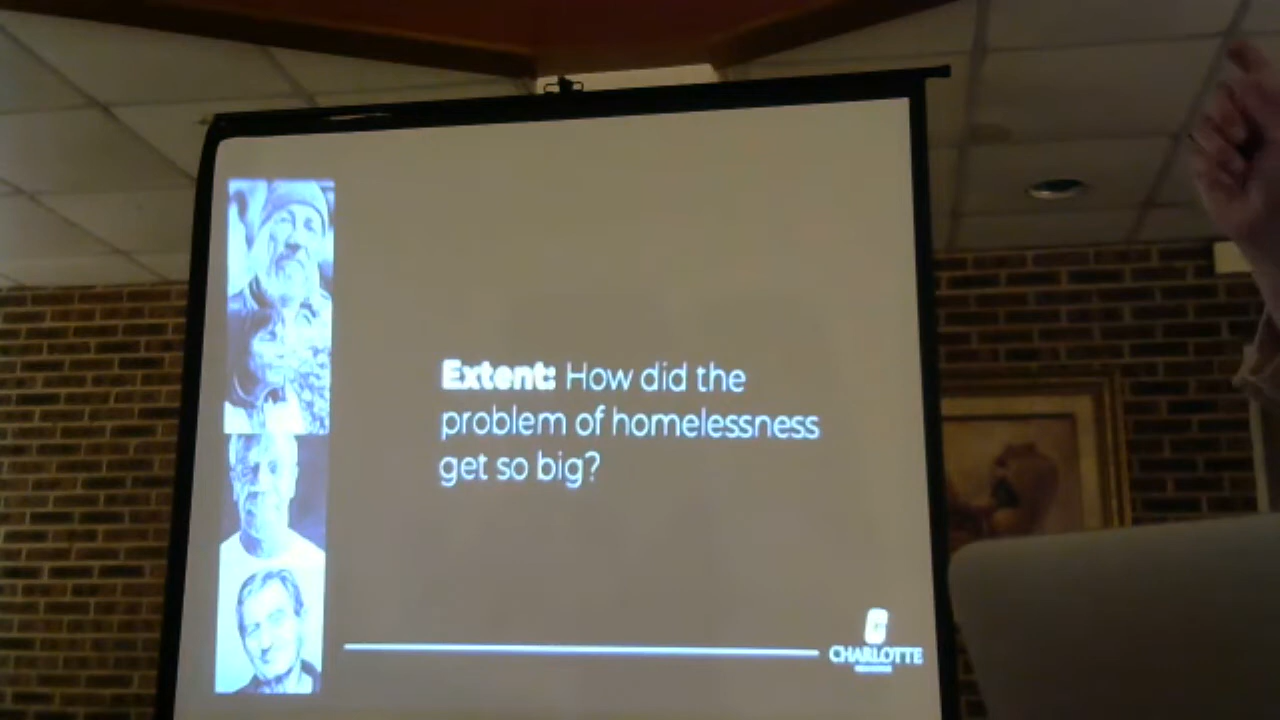 Extent: How did the
problem of homelessness
get so big?
CHARLOTTE